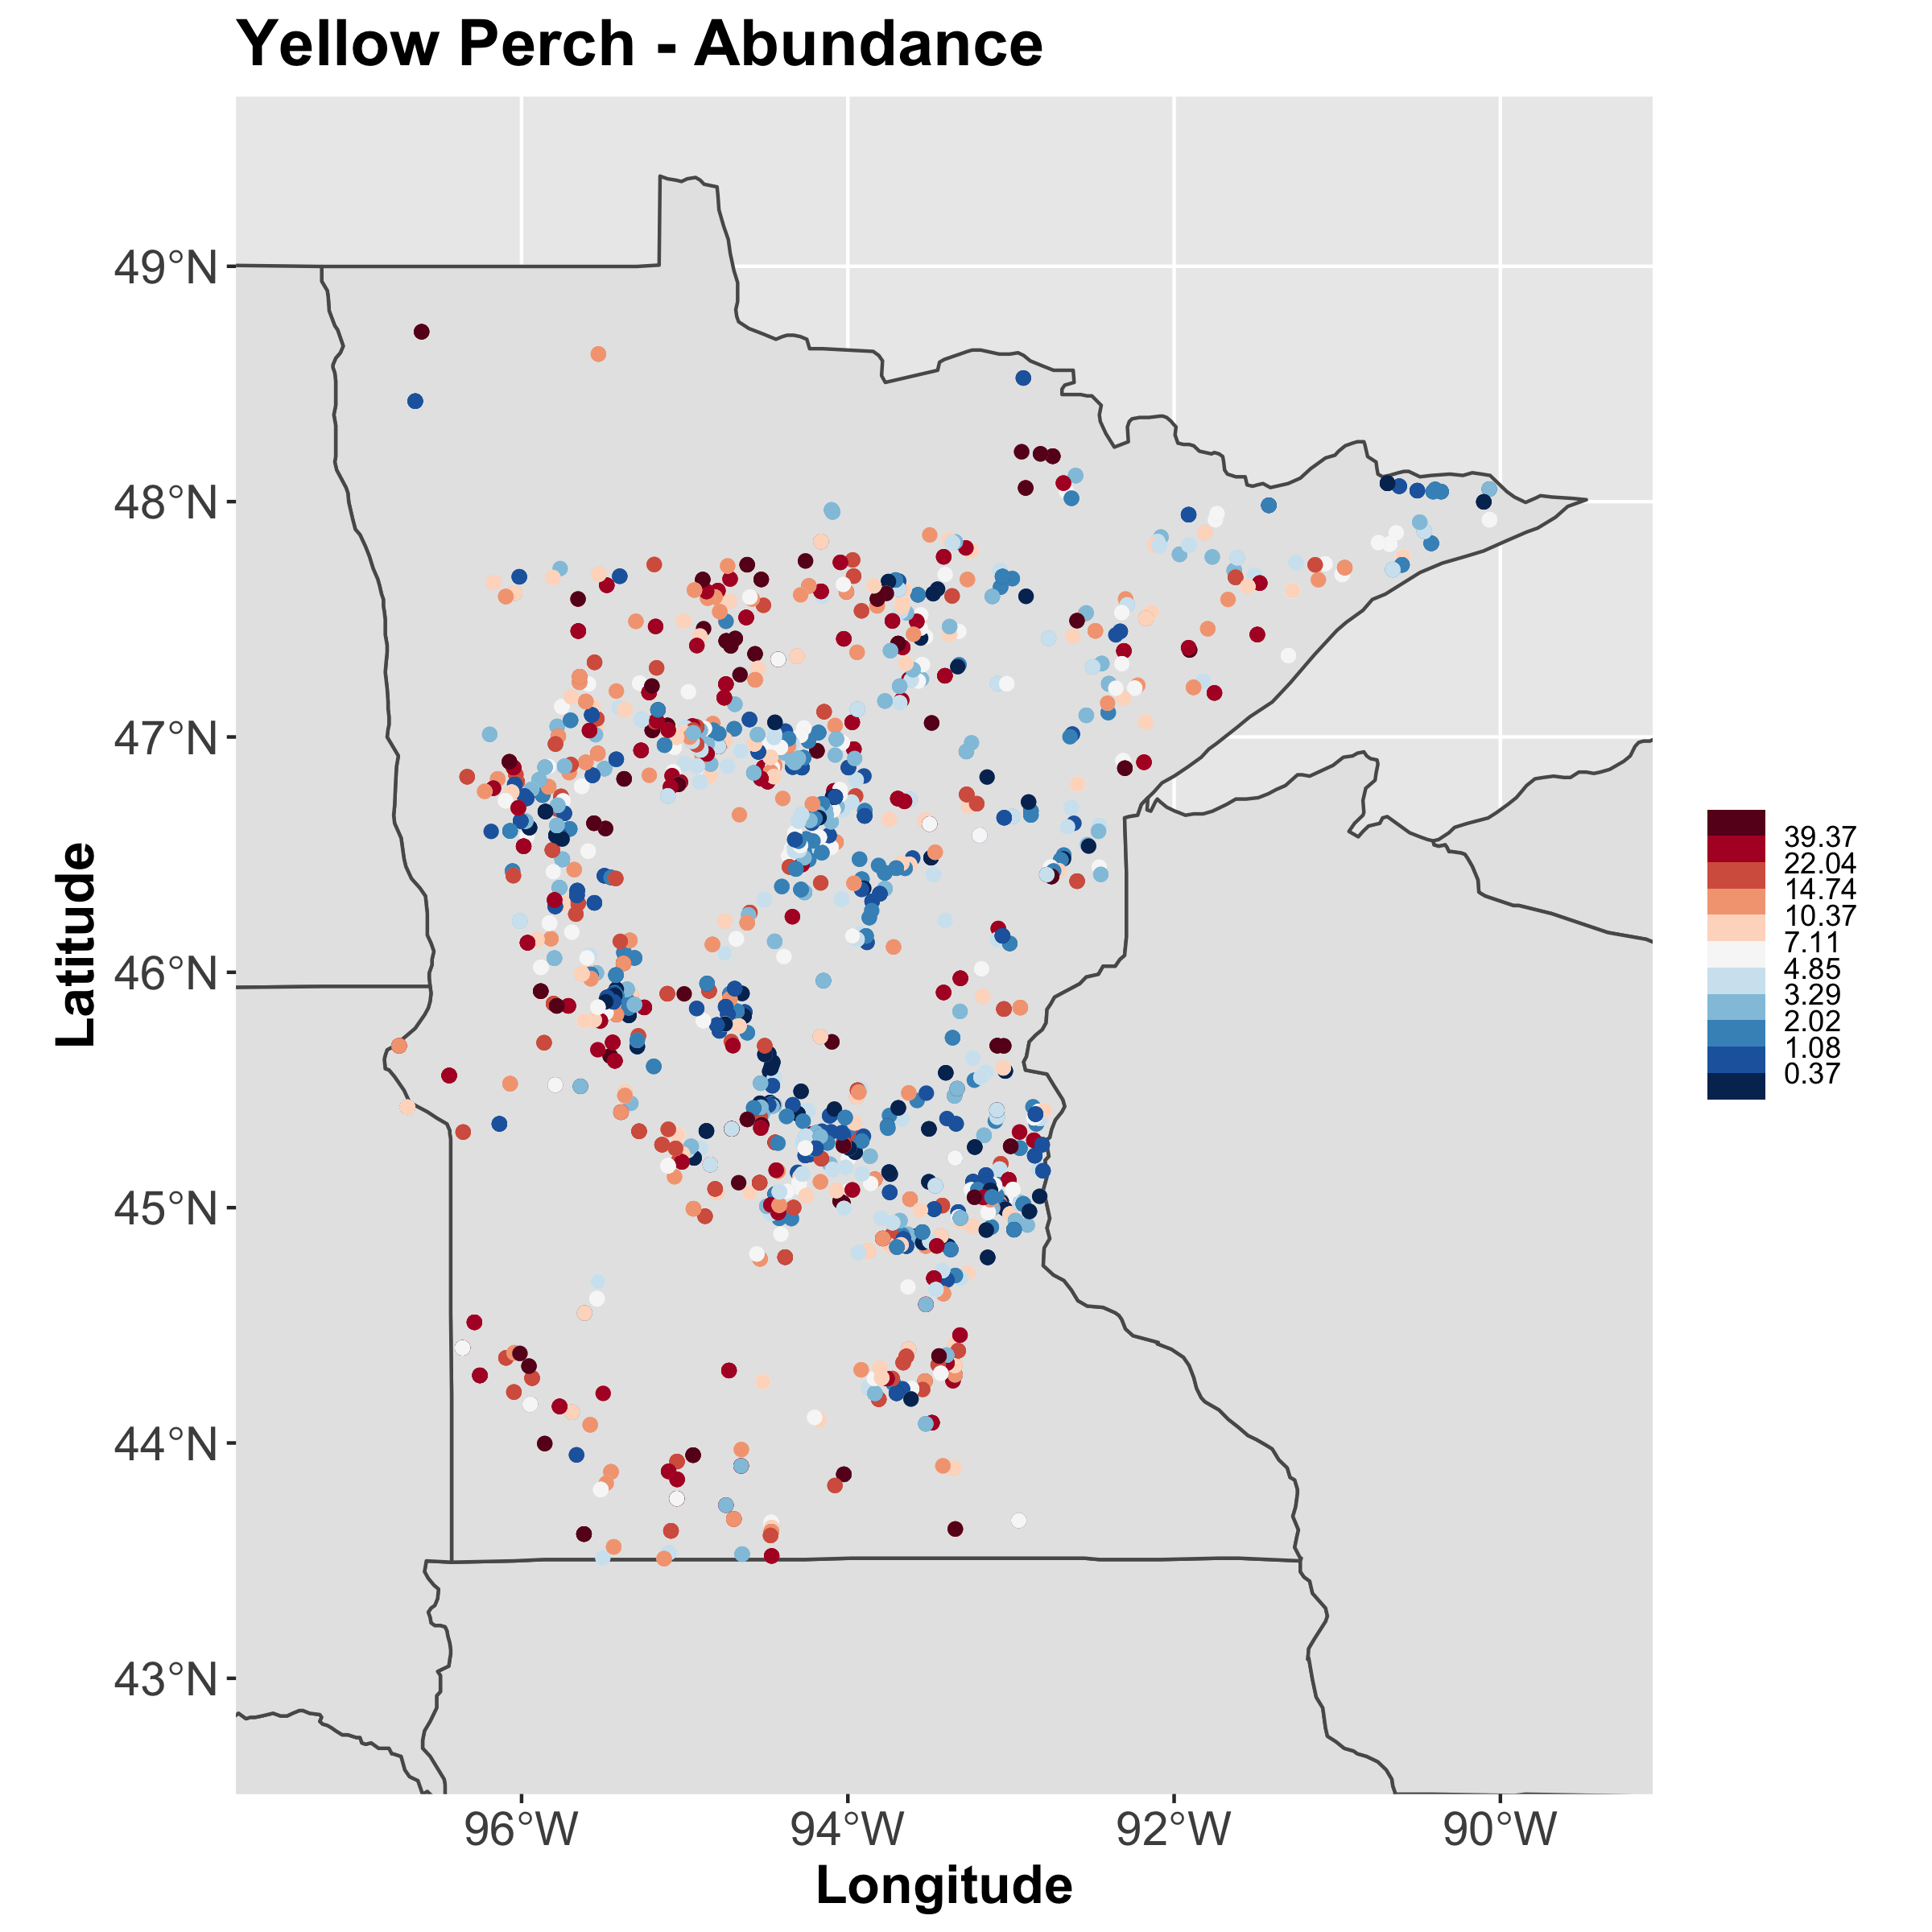 Yellow Perch - Abundance
Latitude
49°N
48°N
47°N
46°N
45°N
44°N
43°N
96°W
94°W
92°W
90°W
Longitude
39.37
22.04
14.74
10.37
7.11
4.85
3.29
2.02
1.08
0.37